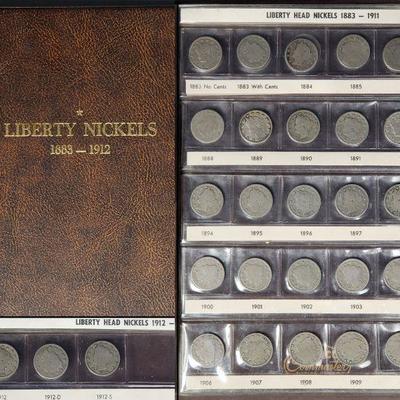 LIBERTY NICKELS
1883 — 1912
LIBERTY HEAD NICKELS 1912 —
1912-D 1912-S
LIBERTY HEAD NICKELS 1883 — 1911
1883 No Cents 1883 With Cents 1884 1885
1888 1889 1890 1891
1894 1895 1896 1897
1900 1901 1902 1903
Coinmaster
1906 1907 1908 1909